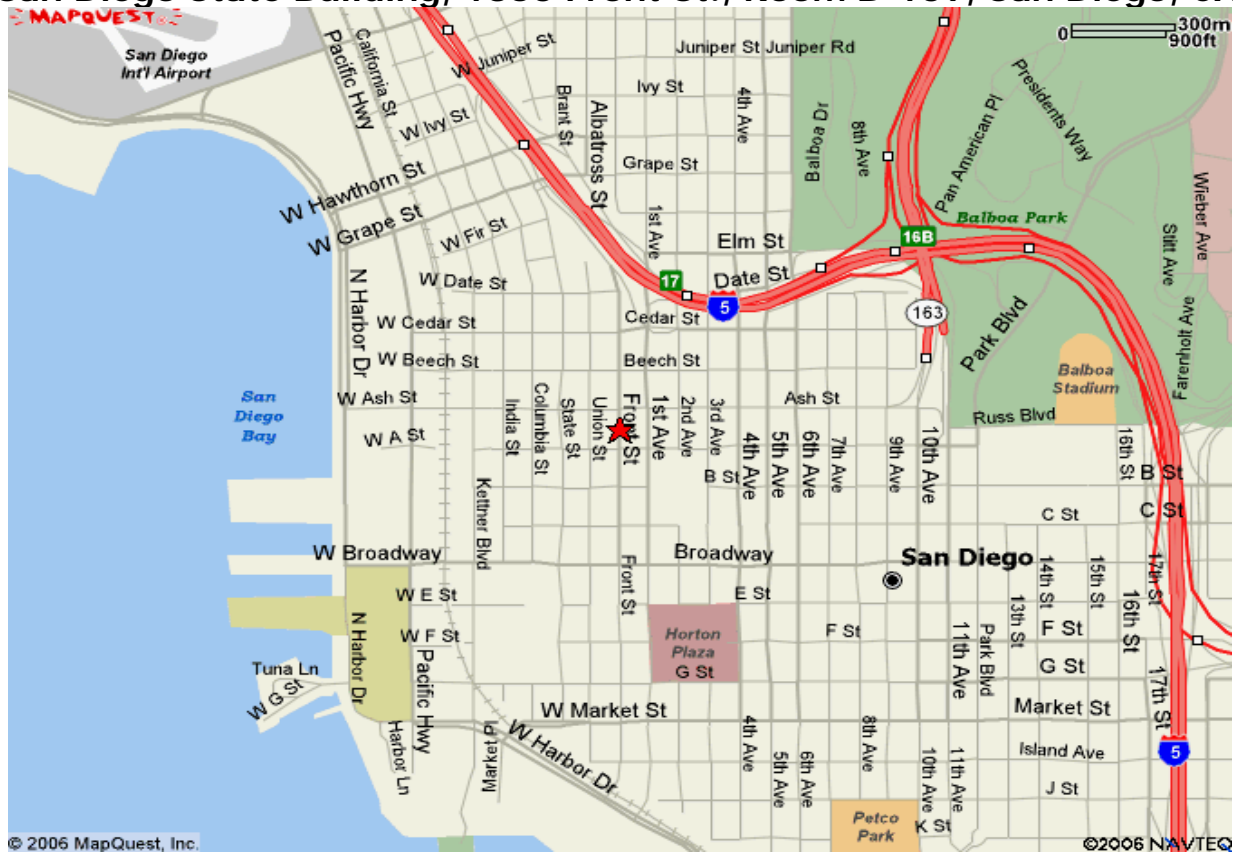 San Diego State Building, 1350 Front St., Room B-107, San Diego, CA
MAPQUEST
300m
0
900ft
San Diego
Int'l Airport
California St
Pacific Hwy
W Juniper St
Juniper St
Juniper Rd
Ivy St
Brant St
Albatross St
4th Ave
Balboa Dr
8th Ave
Pan American Pl
Presidents Way
W Ivy St
Grape St
W Hawthorn St
W Grape St
W Fir St
1st Ave
Elm St
16B
Balboa Park
Wieber Ave
Stitt Ave
W Date St
17
Date St
5
163
N Harbor Dr
W Cedar St
Cedar St
Park Blvd
Farenholt Ave
W Beech St
Beech St
Balboa
Stadium
San
Diego
Bay
W Ash St
Ash St
Russ Blvd
W A St
India St
Columbia St
State St
Union St
Front St
1st Ave
2nd Ave
3rd Ave
4th Ave
5th Ave
6th Ave
7th Ave
9th Ave
10th Ave
16th St
B St
B St
Kettner Blvd
C St
C St
W Broadway
Broadway
San Diego
Front St
14th St
15th St
17th St
W E St
E St
13th St
16th St
N Harbor Dr
W F St
Horton
Plaza
F St
F St
11th Ave
Park Blvd
Tuna Ln
W G St
G St
G St
Pacific Hwy
W Market St
Market St
17th St
Harbor Ln
Market Pl
W Harbor Dr
4th Ave
5th Ave
6th Ave
8th Ave
10th Ave
11th Ave
Island Ave
5
J St
Petco
Park
K St
© 2006 MapQuest, Inc.
©2006 NAVTEQ